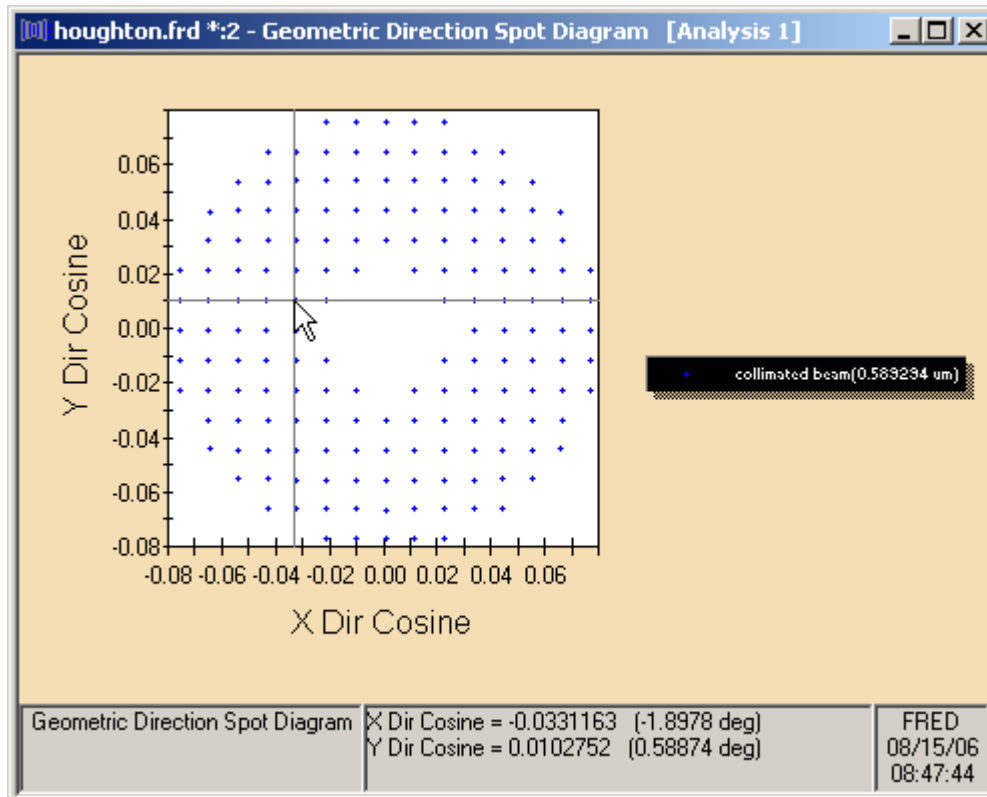 houghton.frd *:2 - Geometric Direction Spot Diagram [Analysis 1]
0.06
0.04
0.02
0.00
-0.02
-0.04
-0.06
-0.08
Y Dir Cosine
-0.08 -0.06 -0.04 -0.02 0.00 0.02 0.04 0.06
X Dir Cosine
collimated beam(0.589294 um)
Geometric Direction Spot Diagram
X Dir Cosine = -0.0331163 (-1.8978 deg)
Y Dir Cosine = 0.0102752 (0.58874 deg)
FRED
08/15/06
08:47:44